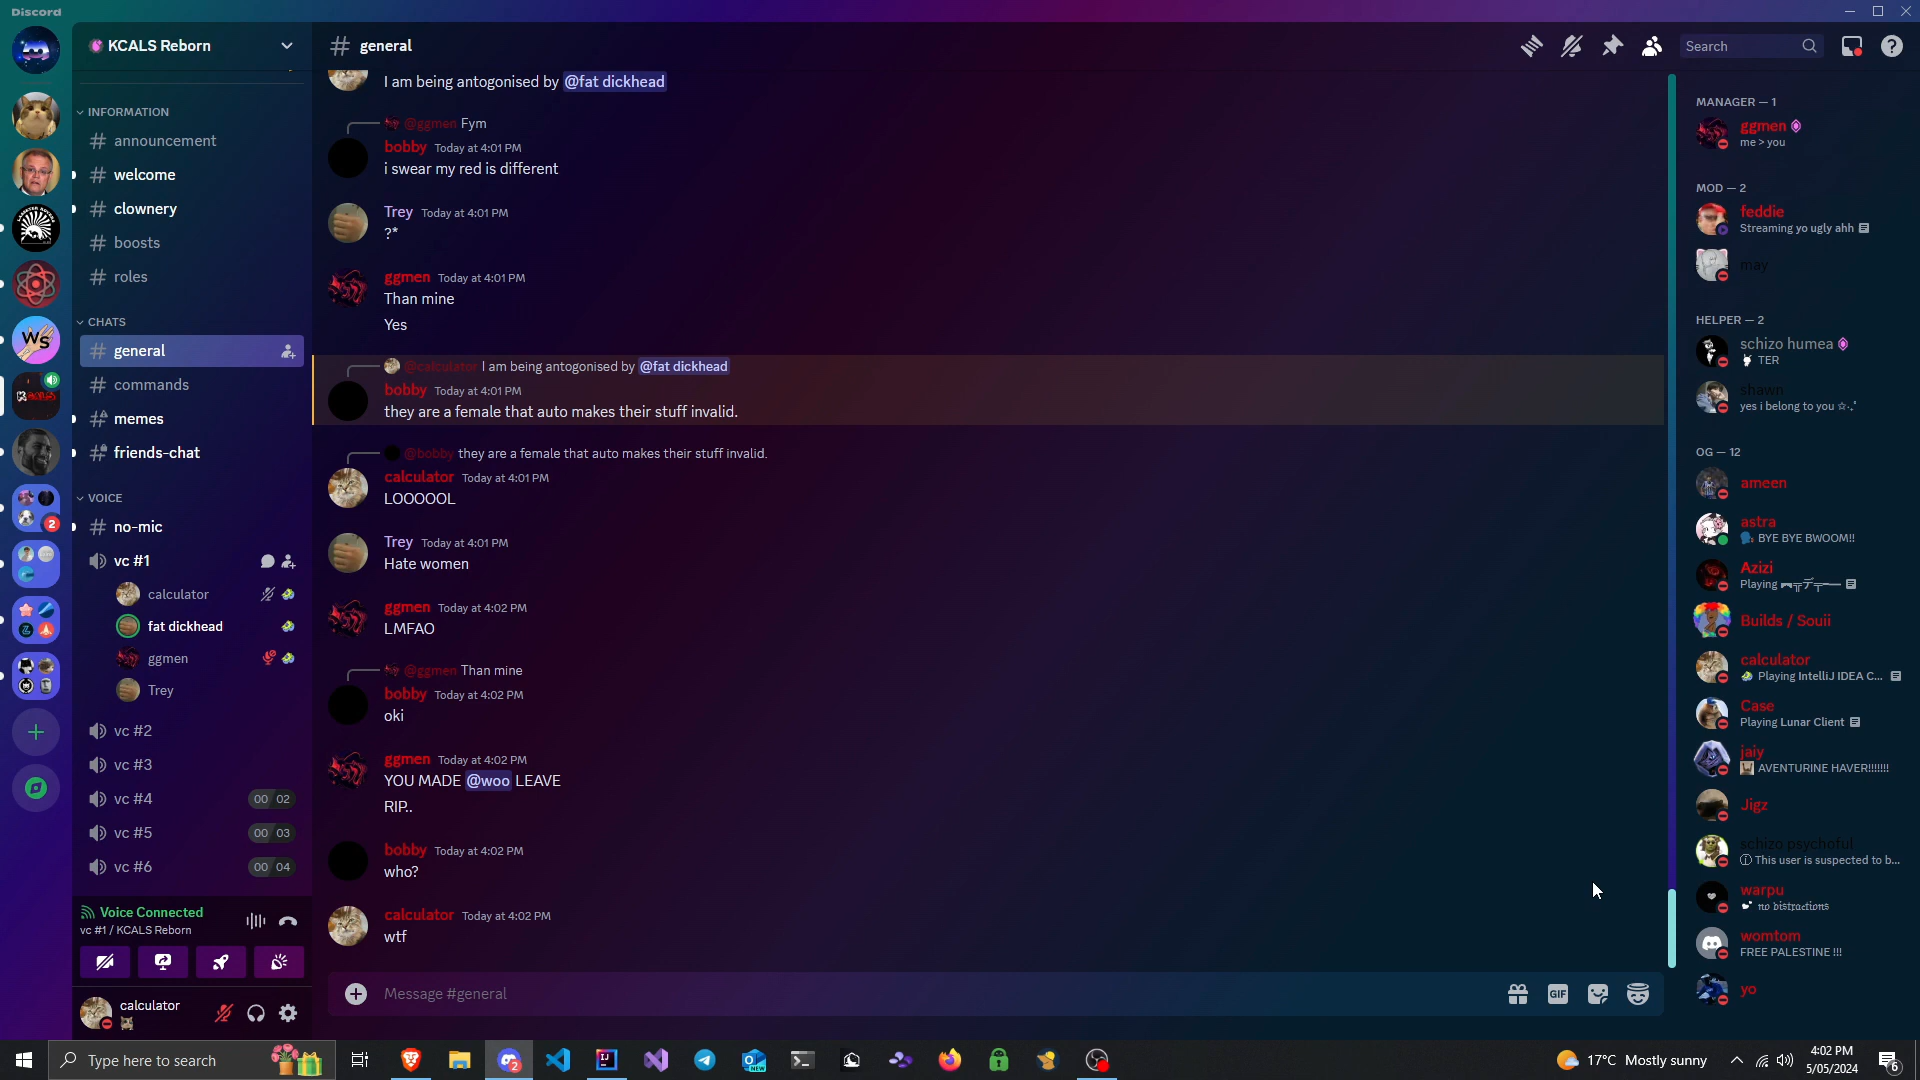 Discord
KCALS Reborn
INFORMATION
announcement
welcome
clownery
boosts
roles
CHATS
general
commands
memes
friends-chat
VOICE
no-mic
vc #1
calculator
fat dickhead
ggmen
Trey
vc #2
vc #3
vc #4
00 02
vc #5
00 03
vc #6
00 04
Voice Connected
vc #1 / KCALS Reborn
calculator
WS
2
general
Search
I am being antogonised by @fat dickhead
@ggmen Fym
bobby Today at 4:01 PM
i swear my red is different
Trey Today at 4:01 PM
?*
ggmen Today at 4:01 PM
Than mine
Yes
@calculator I am being antogonised by @fat dickhead
bobby Today at 4:01 PM
they are a female that auto makes their stuff invalid.
@bobby they are a female that auto makes their stuff invalid.
calculator Today at 4:01 PM
LOOOOOL
Trey Today at 4:01 PM
Hate women
ggmen Today at 4:02 PM
LMFAO
@ggmen Than mine
bobby Today at 4:02 PM
oki
ggmen Today at 4:02 PM
YOU MADE @woo LEAVE
RIP..
bobby Today at 4:02 PM
who?
calculator Today at 4:02 PM
wtf
Message #general
GIF
MANAGER — 1
ggmen
me > you
MOD — 2
feddie
Streaming yo ugly ahh
may
HELPER — 2
schizo humea
TER
shawn
yes i belong to you ☆.*
OG — 12
ameen
astra
BYE BYE BWOOM!!
Azizi
Playing ︻╦デ╤━
Builds / Souii
calculator
Playing IntelliJ IDEA C...
Case
Playing Lunar Client
jaiy
AVENTURINE HAVER!!!!!!!
Jigz
schizo psychoful
This user is suspected to b...
warpu
no bistractions
womtom
FREE PALESTINE !!!
yo
Type here to search
2
NEW
17°C Mostly sunny
4:02 PM
5/05/2024
6